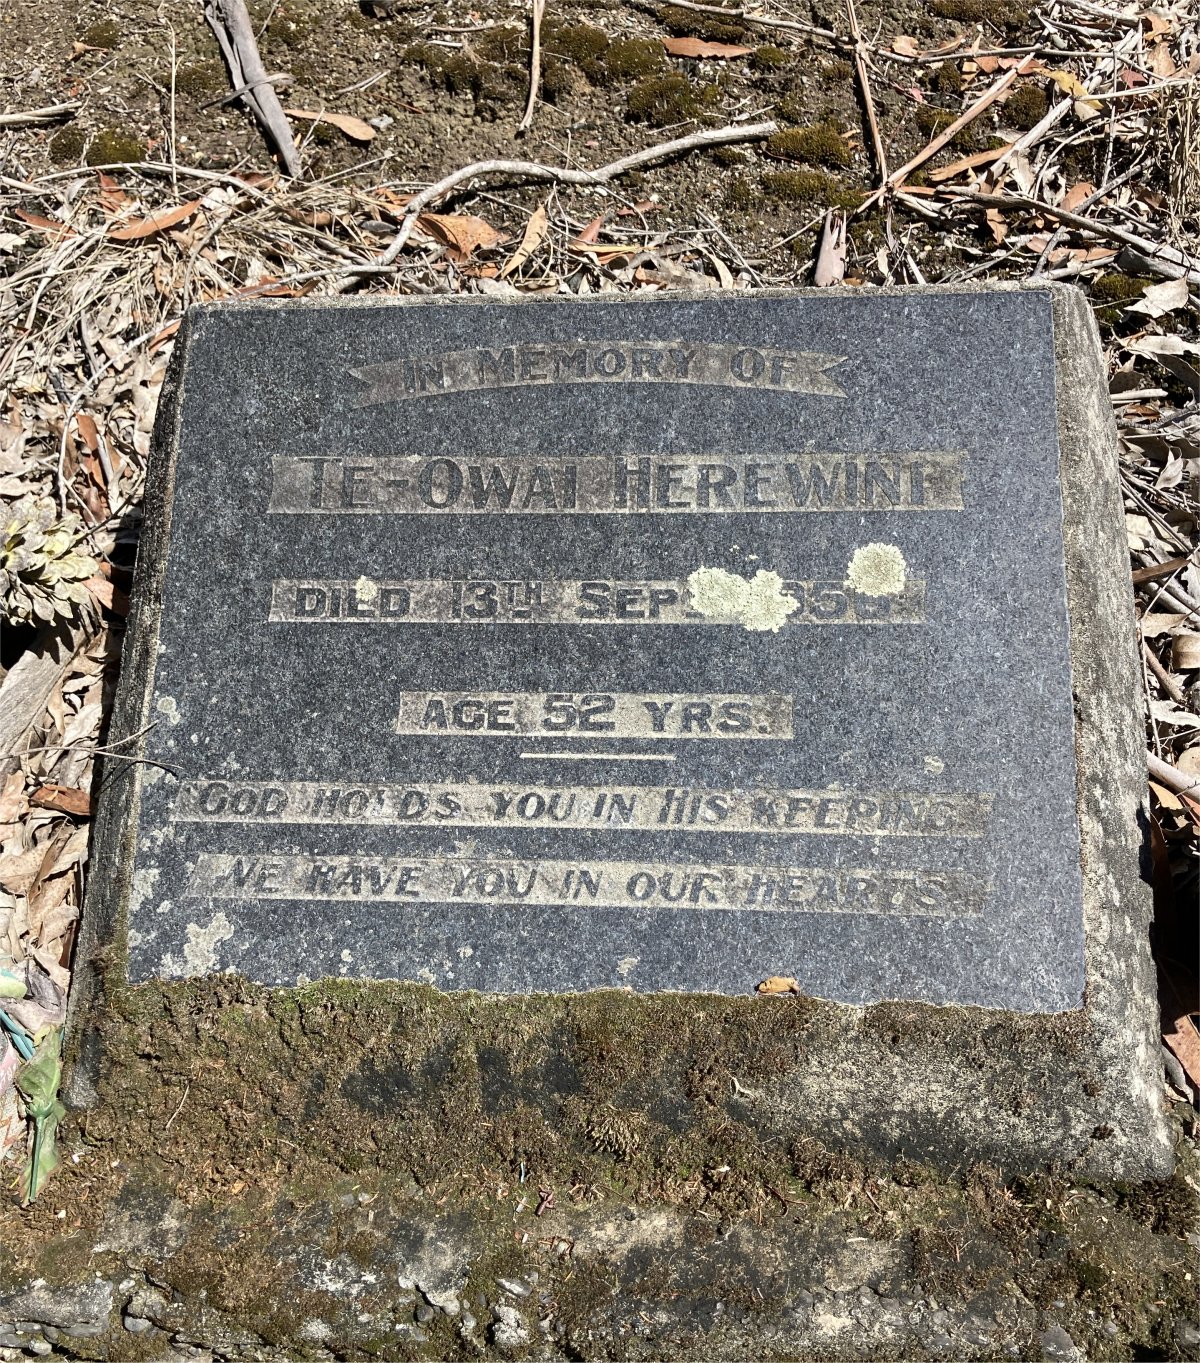 IN MEMORY OF
TE-OWAI HEREWINI
DIED 13TH SEP
AGE 52 YRS.
GOD HOLDS YOU IN HIS KEEPING
WE HAVE YOU IN OUR HEARTS.